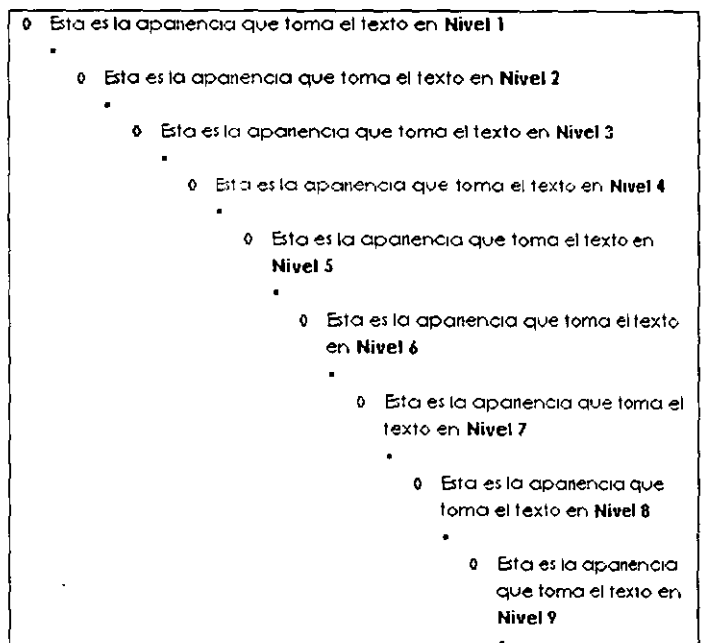 ◊ Esta es la apariencia que toma el texto en Nivel 1
▪
◊ Esta es la apariencia que toma el texto en Nivel 2
▪
◊ Esta es la apariencia que toma el texto en Nivel 3
▪
◊ Esta es la apariencia que toma el texto en Nivel 4
▪
◊ Esta es la apariencia que toma el texto en
Nivel 5
▪
◊ Esta es la apariencia que toma el texto
en Nivel 6
▪
◊ Esta es la apariencia que toma el
texto en Nivel 7
▪
◊ Esta es la apariencia que
toma el texto en Nivel 8
▪
◊ Esta es la apariencia
que toma el texto en
Nivel 9
▪